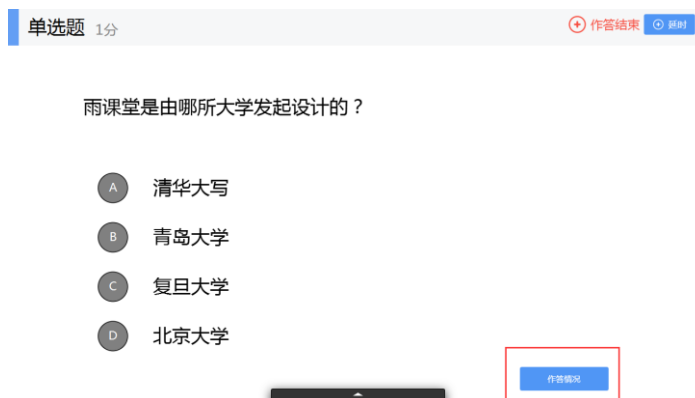 单选题 1分 作答结束 延时
雨课堂是由哪所大学发起设计的？
A 清华大写
B 青岛大学
C 复旦大学
D 北京大学
作答情况